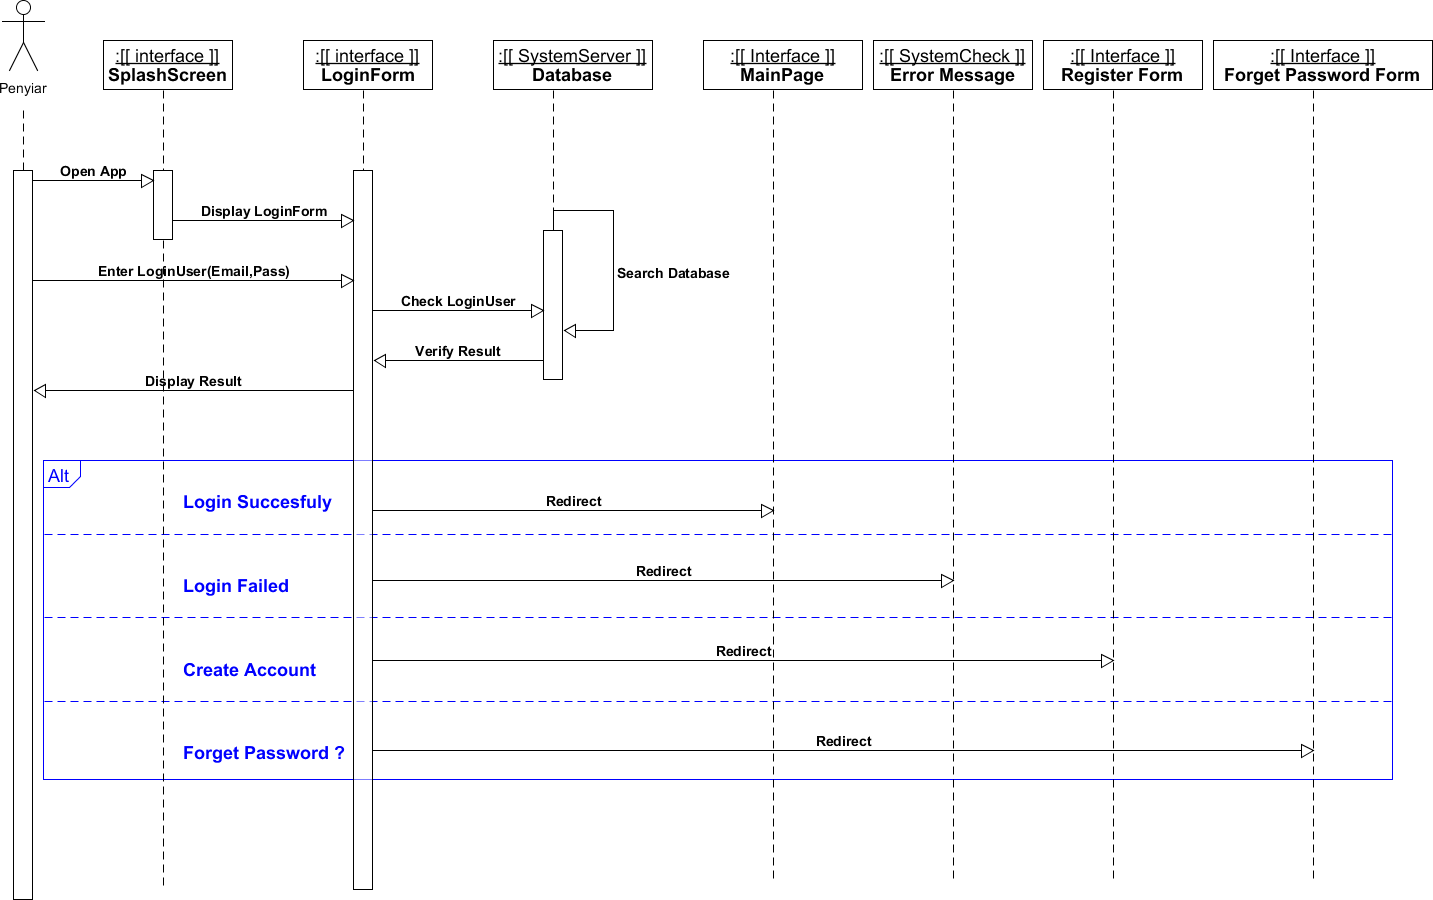 Penyiar
:[[ interface ]]
SplashScreen
:[[ interface ]]
LoginForm
:[[ SystemServer ]]
Database
:[[ Interface ]]
MainPage
:[[ SystemCheck ]]
Error Message
:[[ Interface ]]
Register Form
:[[ Interface ]]
Forget Password Form
Open App
Display LoginForm
Enter LoginUser(Email,Pass)
Search Database
Check LoginUser
Verify Result
Display Result
Alt
Login Succesfuly
Redirect
Login Failed
Redirect
Create Account
Redirect
Forget Password ?
Redirect